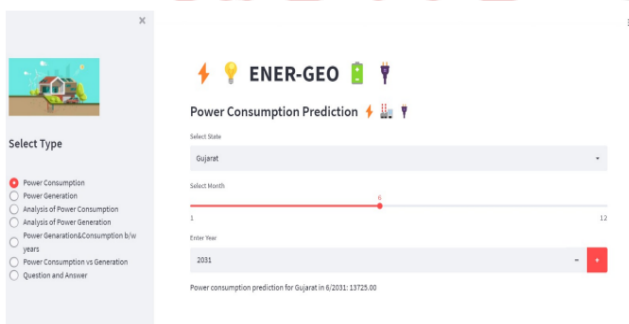 ×
Select Type
Power Consumption
Power Generation
Analysis of Power Consumption
Analysis of Power Generation
Power Genaration&Consumption b/w
years
Power Consumption vs Generation
Question and Answer
ENER-GEO
Power Consumption Prediction
Select State
Gujarat
Select Month
6
1 12
Enter Year
2031 − +
Power consumption prediction for Gujarat in 6/2031: 13725.00